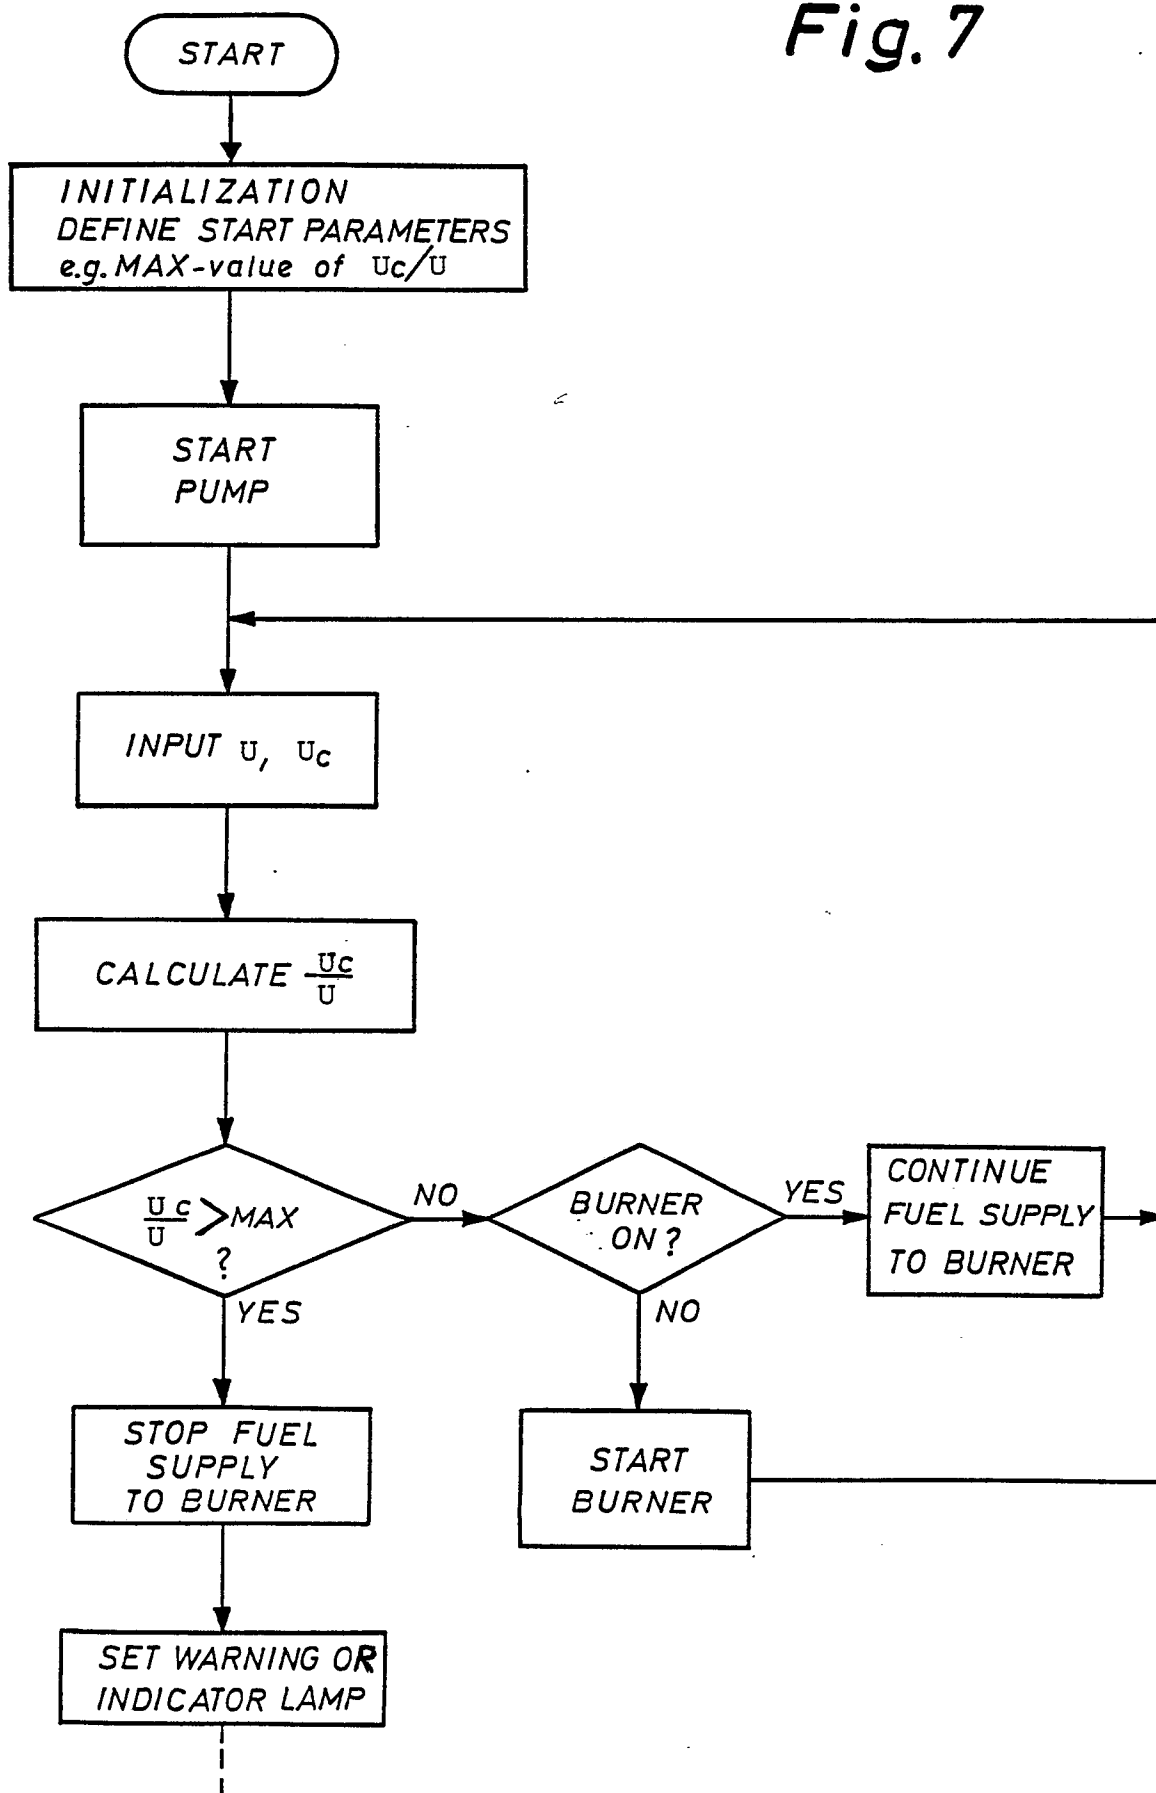 Fig. 7
START
INITIALIZATION
DEFINE START PARAMETERS
e.g. MAX-value of Uc/U
START
PUMP
INPUT U, Uc
CALCULATE Uc
U
Uc > MAX
U
?
NO
BURNER
ON?
YES
CONTINUE
FUEL SUPPLY
TO BURNER
YES
NO
STOP FUEL
SUPPLY
TO BURNER
START
BURNER
SET WARNING OR
INDICATOR LAMP